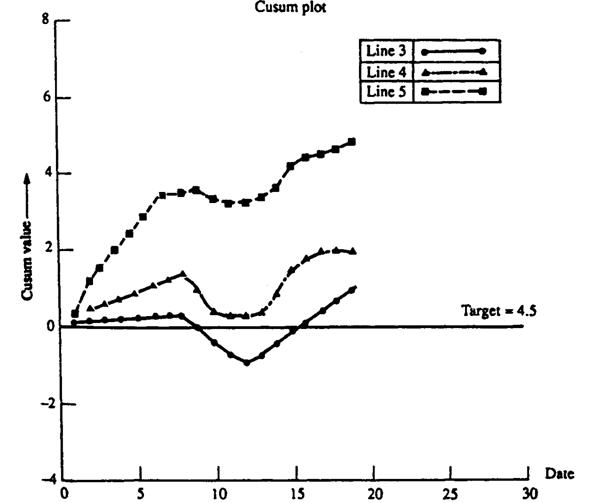 Cusum plot
8
Line 3
Line 4
Line 5
6
4
Cusum value
2
Target = 4.5
0
−2
−4
Date
0 5 10 15 20 25 30